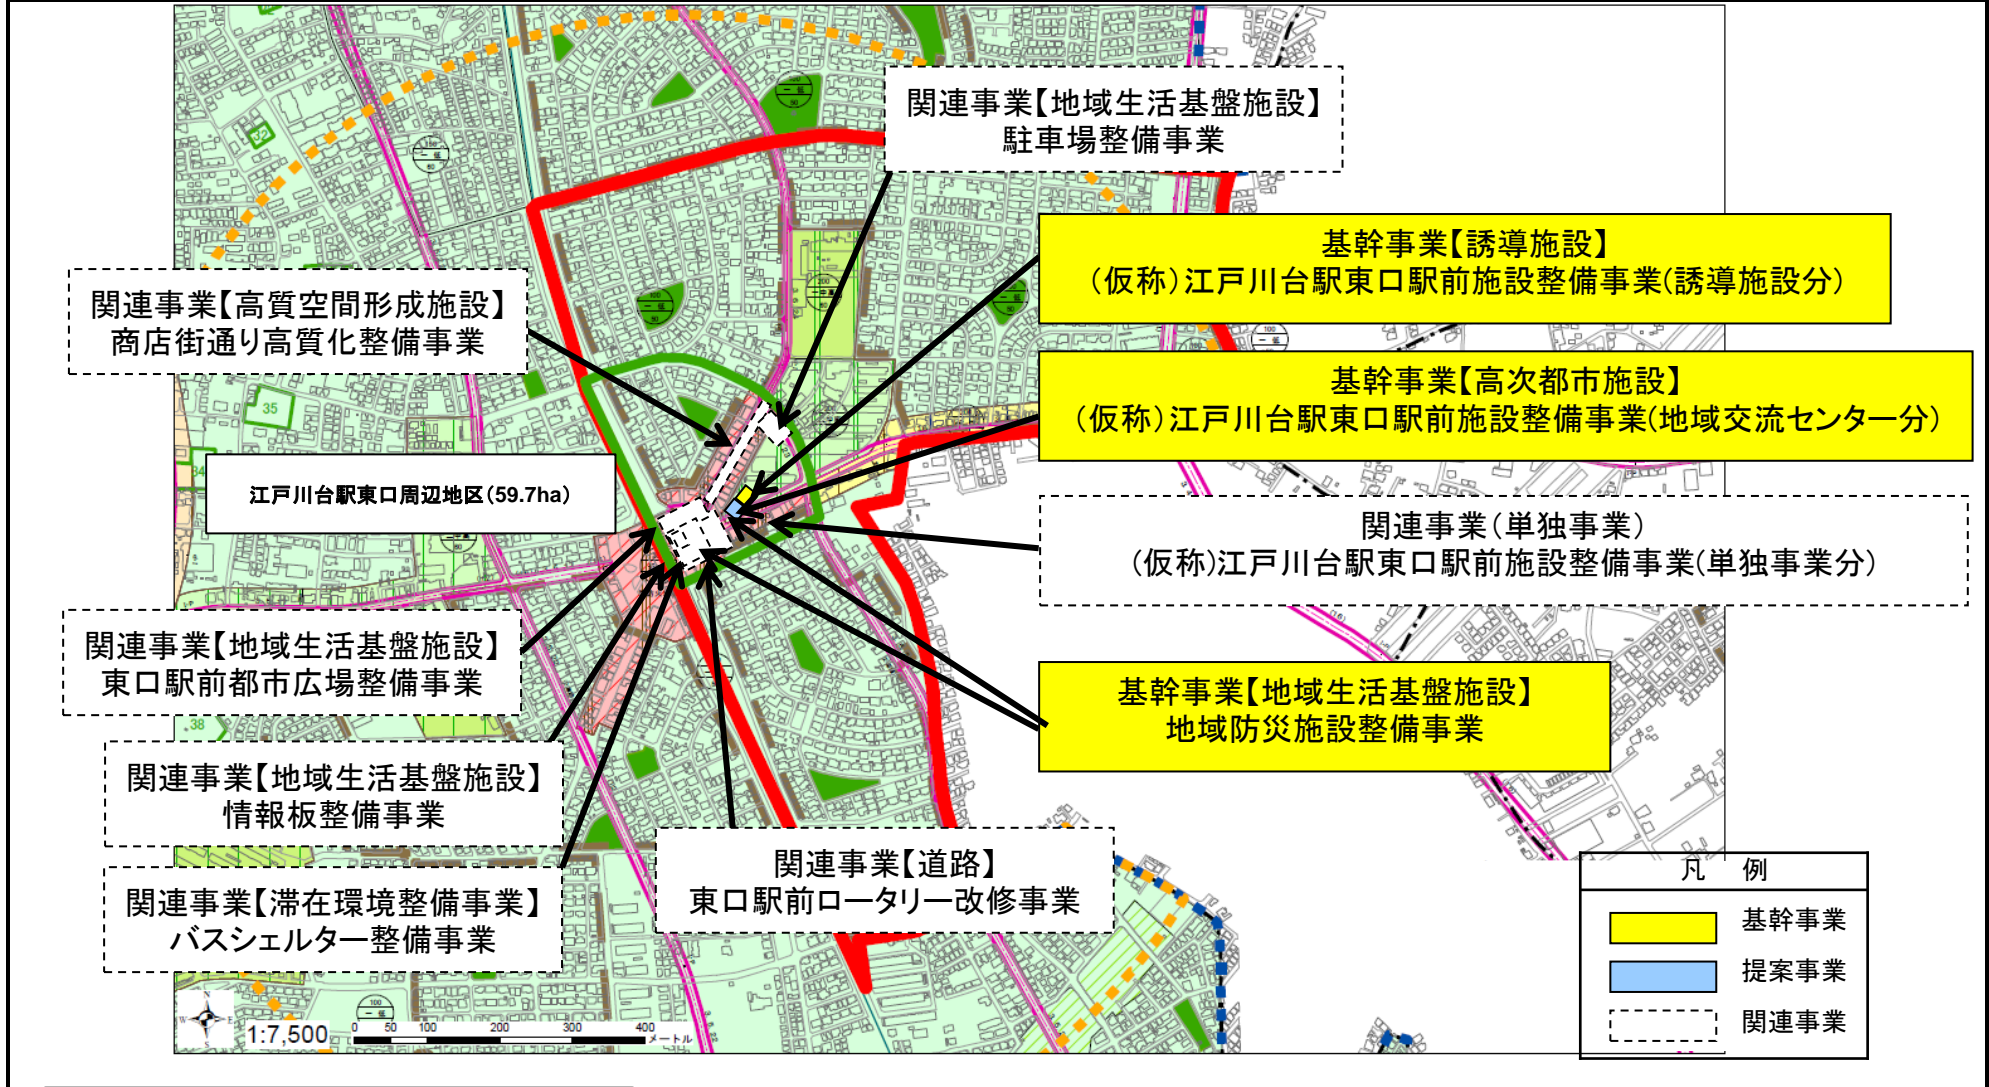 関連事業【地域生活基盤施設】
駐車場整備事業
基幹事業【誘導施設】
(仮称)江戸川台駅東口駅前施設整備事業(誘導施設分)
関連事業【高質空間形成施設】
商店街通り高質化整備事業
基幹事業【高次都市施設】
(仮称)江戸川台駅東口駅前施設整備事業(地域交流センター分)
江戸川台駅東口周辺地区(59.7ha)
関連事業(単独事業)
(仮称)江戸川台駅東口駅前施設整備事業(単独事業分)
関連事業【地域生活基盤施設】
東口駅前都市広場整備事業
基幹事業【地域生活基盤施設】
地域防災施設整備事業
関連事業【地域生活基盤施設】
情報板整備事業
関連事業【道路】
東口駅前ロータリー改修事業
関連事業【滞在環境整備事業】
バスシェルター整備事業
凡 例
基幹事業
提案事業
関連事業
35
38
N
W E
S
1:7,500
0 50 100 200 300 400
メートル